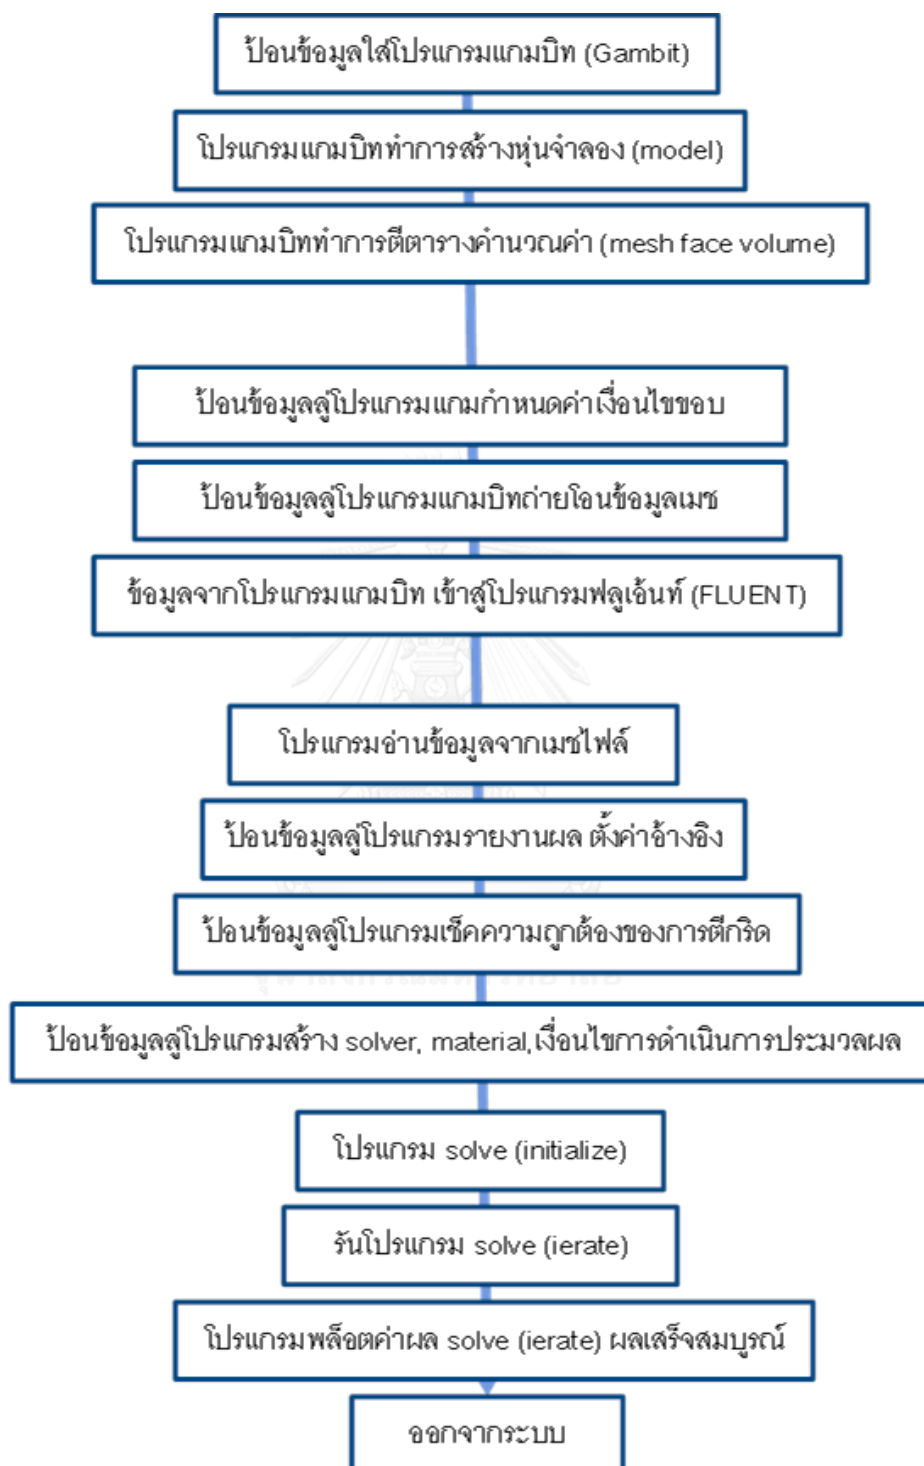 ป้อนข้อมูลใส่โปรแกรมแกมบิท (Gambit)
โปรแกรมแกมบิททำการสร้างหุ่นจำลอง (model)
โปรแกรมแกมบิททำการตีตารางคำนวณค่า (mesh face volume)
ป้อนข้อมูลสู่โปรแกรมแกมกำหนดค่าเงื่อนไขขอบ
ป้อนข้อมูลสู่โปรแกรมแกมบิทถ่ายโอนข้อมูลเมช
ข้อมูลจากโปรแกรมแกมบิท เข้าสู่โปรแกรมฟลูเอ้นท์ (FLUENT)
โปรแกรมอ่านข้อมูลจากเมชไฟล์
ป้อนข้อมูลสู่โปรแกรมรายงานผล ตั้งค่าอ้างอิง
ป้อนข้อมูลสู่โปรแกรมเช็คความถูกต้องของการตีกริด
ป้อนข้อมูลสู่โปรแกรมสร้าง solver, material,เงื่อนไขการดำเนินการประมวลผล
โปรแกรม solve (initialize)
รันโปรแกรม solve (ierate)
โปรแกรมพล็อตค่าผล solve (ierate) ผลเสร็จสมบูรณ์
ออกจากระบบ